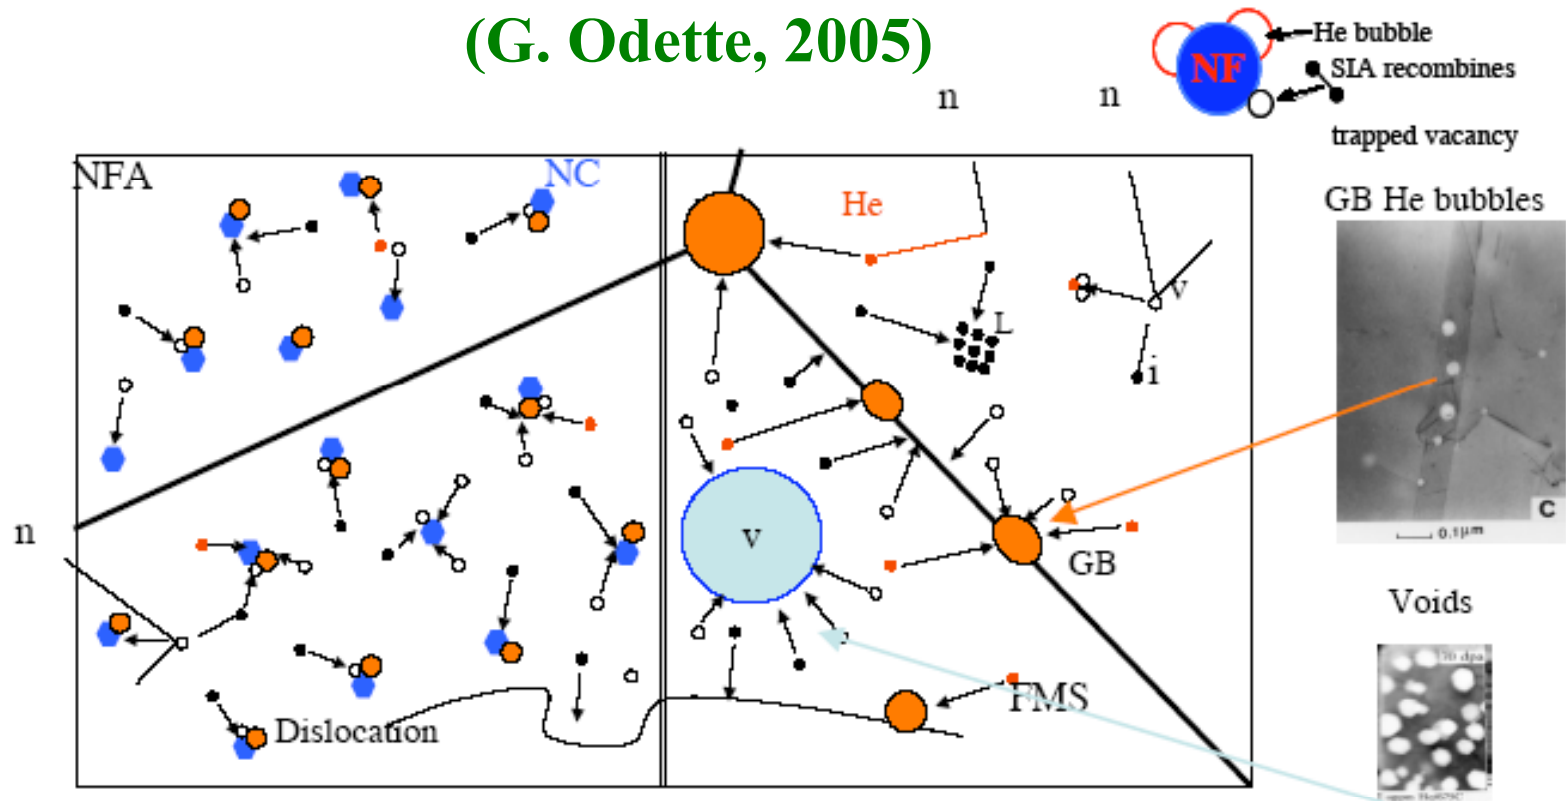 (G. Odette, 2005)
He bubble
NF
SIA recombines
n n
trapped vacancy
NFA
NC
He
GB He bubbles
L
v
i
v
n
GB
C
0.1µm
Voids
FMS
Dislocation